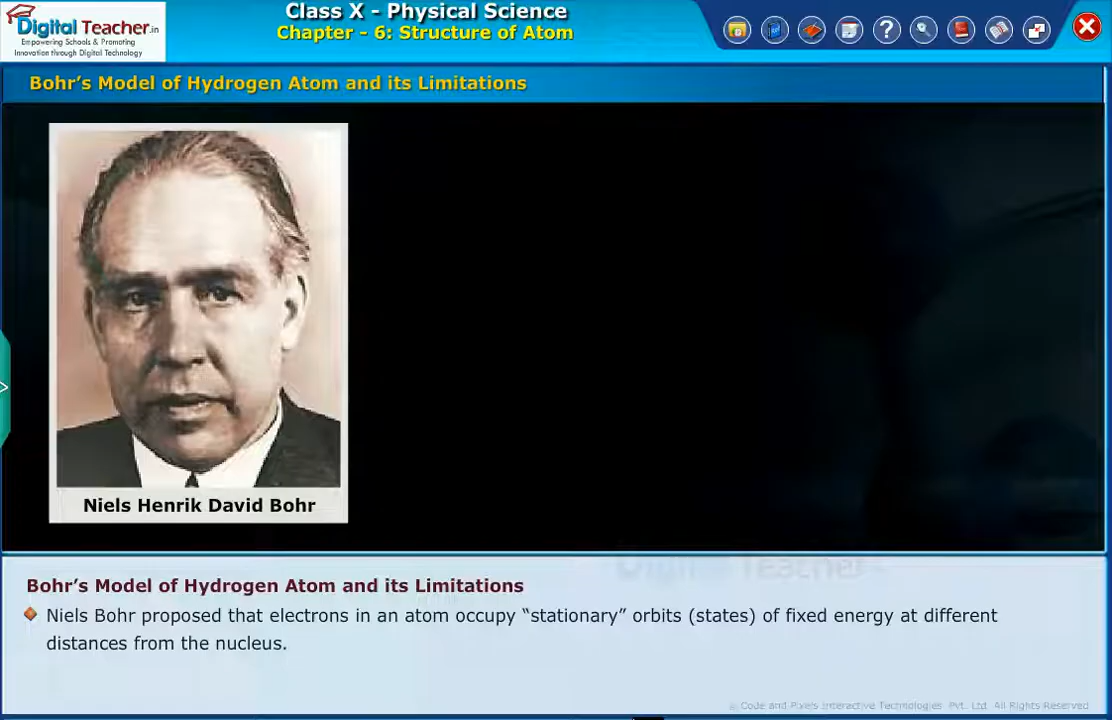 Digital Teacher.in
Empowering Schools & Promoting
Innovation through Digital Technology
Class X - Physical Science
Chapter - 6: Structure of Atom
Bohr’s Model of Hydrogen Atom and its Limitations
Niels Henrik David Bohr
Digital Teacher
Bohr’s Model of Hydrogen Atom and its Limitations
Niels Bohr proposed that electrons in an atom occupy “stationary” orbits (states) of fixed energy at different
distances from the nucleus.
© Code and Pixels Interactive Technologies Pvt. Ltd. All Rights Reserved